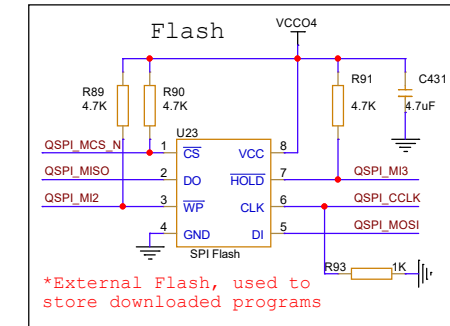 Flash
VCCO4
R89
4.7K
R90
4.7K
R91
4.7K
C431
4.7uF
U23
QSPI_MCS_N
1
CS
VCC
8
QSPI_MISO
2
DO
HOLD
7
QSPI_MI3
QSPI_MI2
3
WP
CLK
6
QSPI_CCLK
4
GND
DI
5
QSPI_MOSI
SPI Flash
R93
1K
*External Flash, used to
store downloaded programs